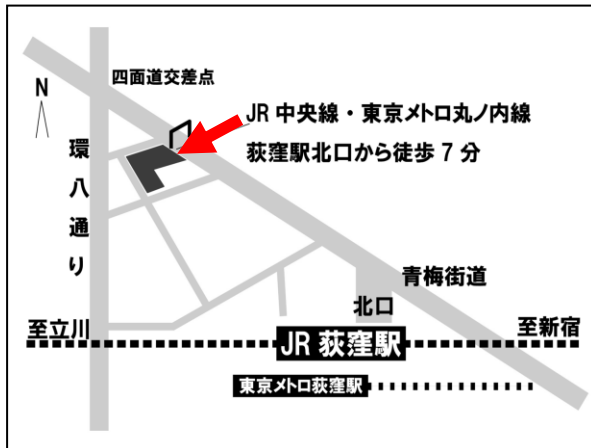 四面道交差点
N
JR 中央線・東京メトロ丸ノ内線
荻窪駅北口から徒歩 7 分
環八通り
青梅街道
北口
至立川
JR 荻窪駅
至新宿
東京メトロ荻窪駅